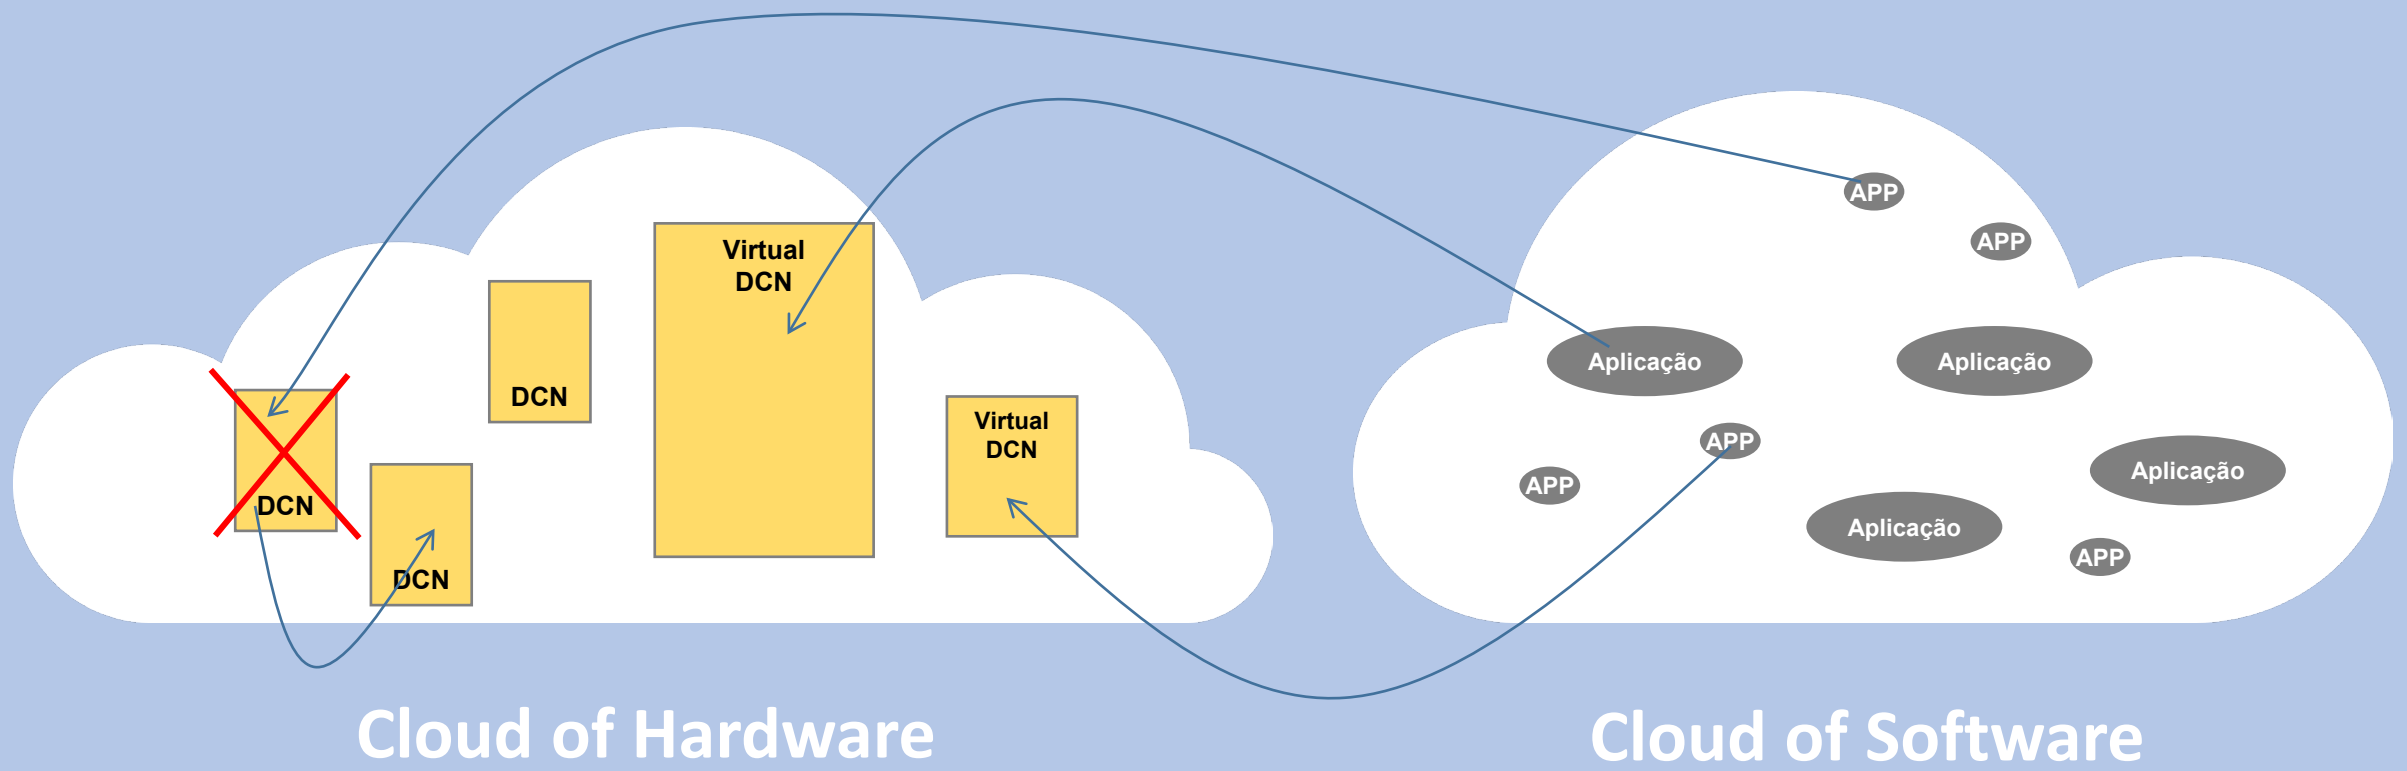 Virtual
DCN
DCN
Virtual
DCN
DCN
DCN
APP
APP
Aplicação
Aplicação
APP
APP
Aplicação
Aplicação
APP
Cloud of Hardware
Cloud of Software